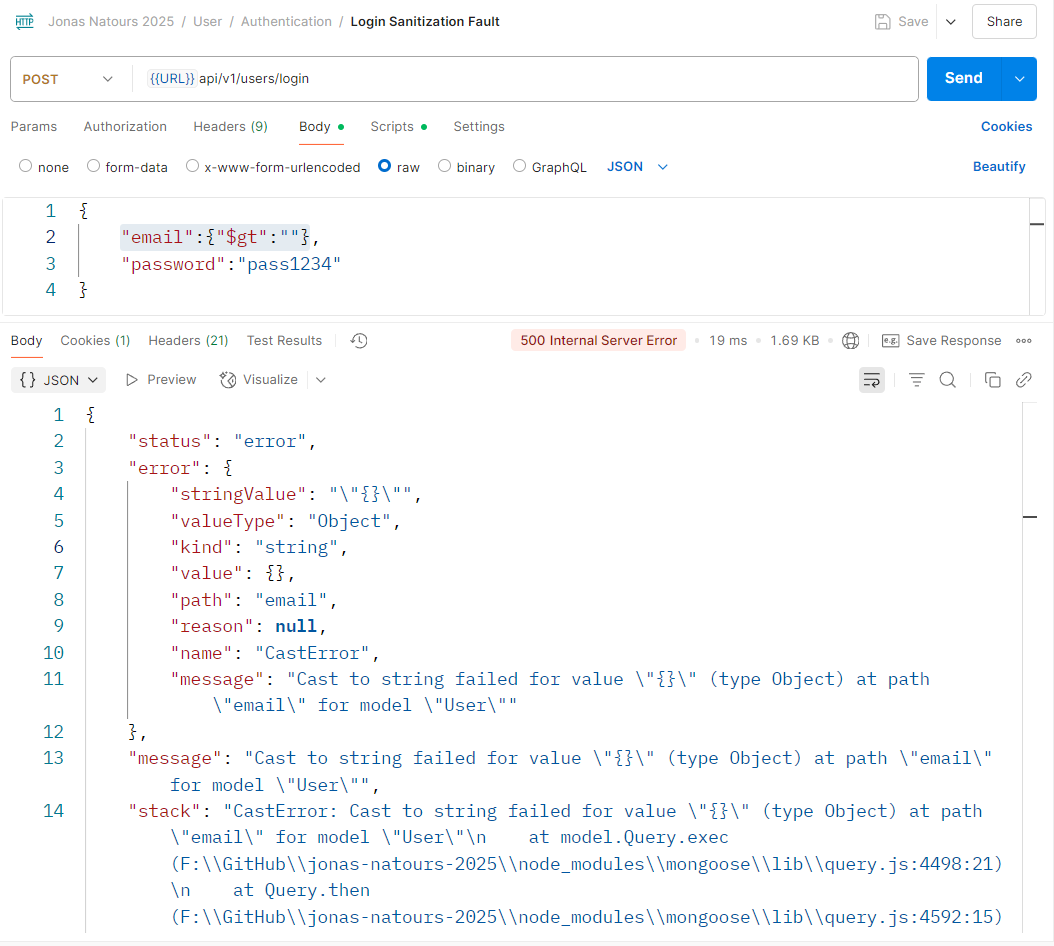 HTTP Jonas Natours 2025 / User / Authentication / Login Sanitization Fault Save Share
POST {{URL}} api/v1/users/login Send
Params Authorization Headers (9) Body Scripts Settings Cookies
none form-data x-www-form-urlencoded raw binary GraphQL JSON Beautify
1 {
2 "email":{"$gt":""},
3 "password":"pass1234"
4 }
Body Cookies (1) Headers (21) Test Results 500 Internal Server Error 19 ms 1.69 KB e.g. Save Response
{} JSON Preview Visualize
1 {
2 "status": "error",
3 "error": {
4 "stringValue": "\"{}\"",
5 "valueType": "Object",
6 "kind": "string",
7 "value": {},
8 "path": "email",
9 "reason": null,
10 "name": "CastError",
11 "message": "Cast to string failed for value \"{}\" (type Object) at path
\"email\" for model \"User\""
12 },
13 "message": "Cast to string failed for value \"{}\" (type Object) at path \"email\"
for model \"User\"",
14 "stack": "CastError: Cast to string failed for value \"{}\" (type Object) at path
\"email\" for model \"User\"\n    at model.Query.exec
(F:\\GitHub\\jonas-natours-2025\\node_modules\\mongoose\\lib\\query.js:4498:21)
\n    at Query.then
(F:\\GitHub\\jonas-natours-2025\\node_modules\\mongoose\\lib\\query.js:4592:15)